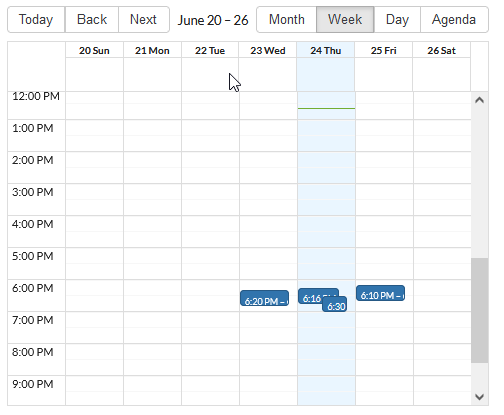 Today Back Next June 20 – 26 Month Week Day Agenda
20 Sun 21 Mon 22 Tue 23 Wed 24 Thu 25 Fri 26 Sat
12:00 PM
1:00 PM
2:00 PM
3:00 PM
4:00 PM
5:00 PM
6:00 PM
6:20 PM – 6:16 6:30 6:10 PM –
7:00 PM
8:00 PM
9:00 PM